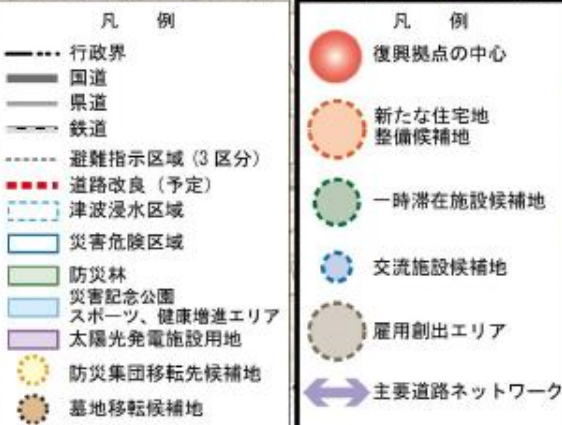 凡 例
行政界
国道
県道
鉄道
避難指示区域 (3区分)
道路改良 (予定)
津波浸水区域
災害危険区域
防災林
災害記念公園
スポーツ、健康増進エリア
太陽光発電施設用地
防災集団移転先候補地
墓地移転候補地
凡 例
復興拠点の中心
新たな住宅地
整備候補地
一時滞在施設候補地
交流施設候補地
雇用創出エリア
主要道路ネットワーク